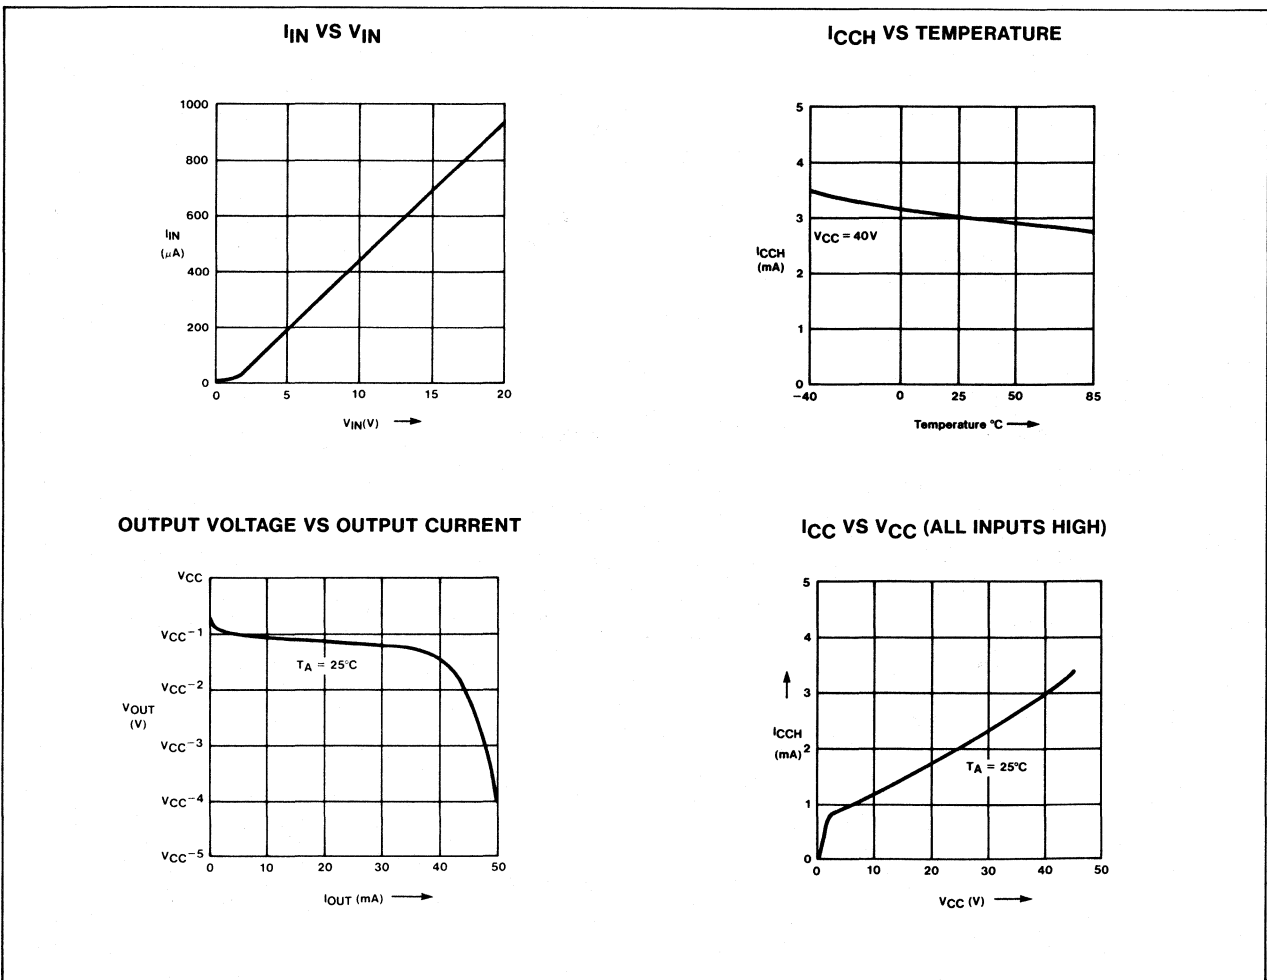 IIN VS VIN
1000
800
600
400
200
0
IIN
(μA)
0 5 10 15 20
VIN(V)
ICCH VS TEMPERATURE
5
4
3
2
1
0
ICCH
(mA)
VCC = 40V
−40 0 25 50 85
Temperature °C
OUTPUT VOLTAGE VS OUTPUT CURRENT
VCC
VCC−1
VCC−2
VCC−3
VCC−4
VCC−5
VOUT
(V)
TA = 25°C
0 10 20 30 40 50
IOUT (mA)
ICC VS VCC (ALL INPUTS HIGH)
5
4
3
2
1
0
ICCH
(mA)
TA = 25°C
0 10 20 30 40 50
VCC (V)